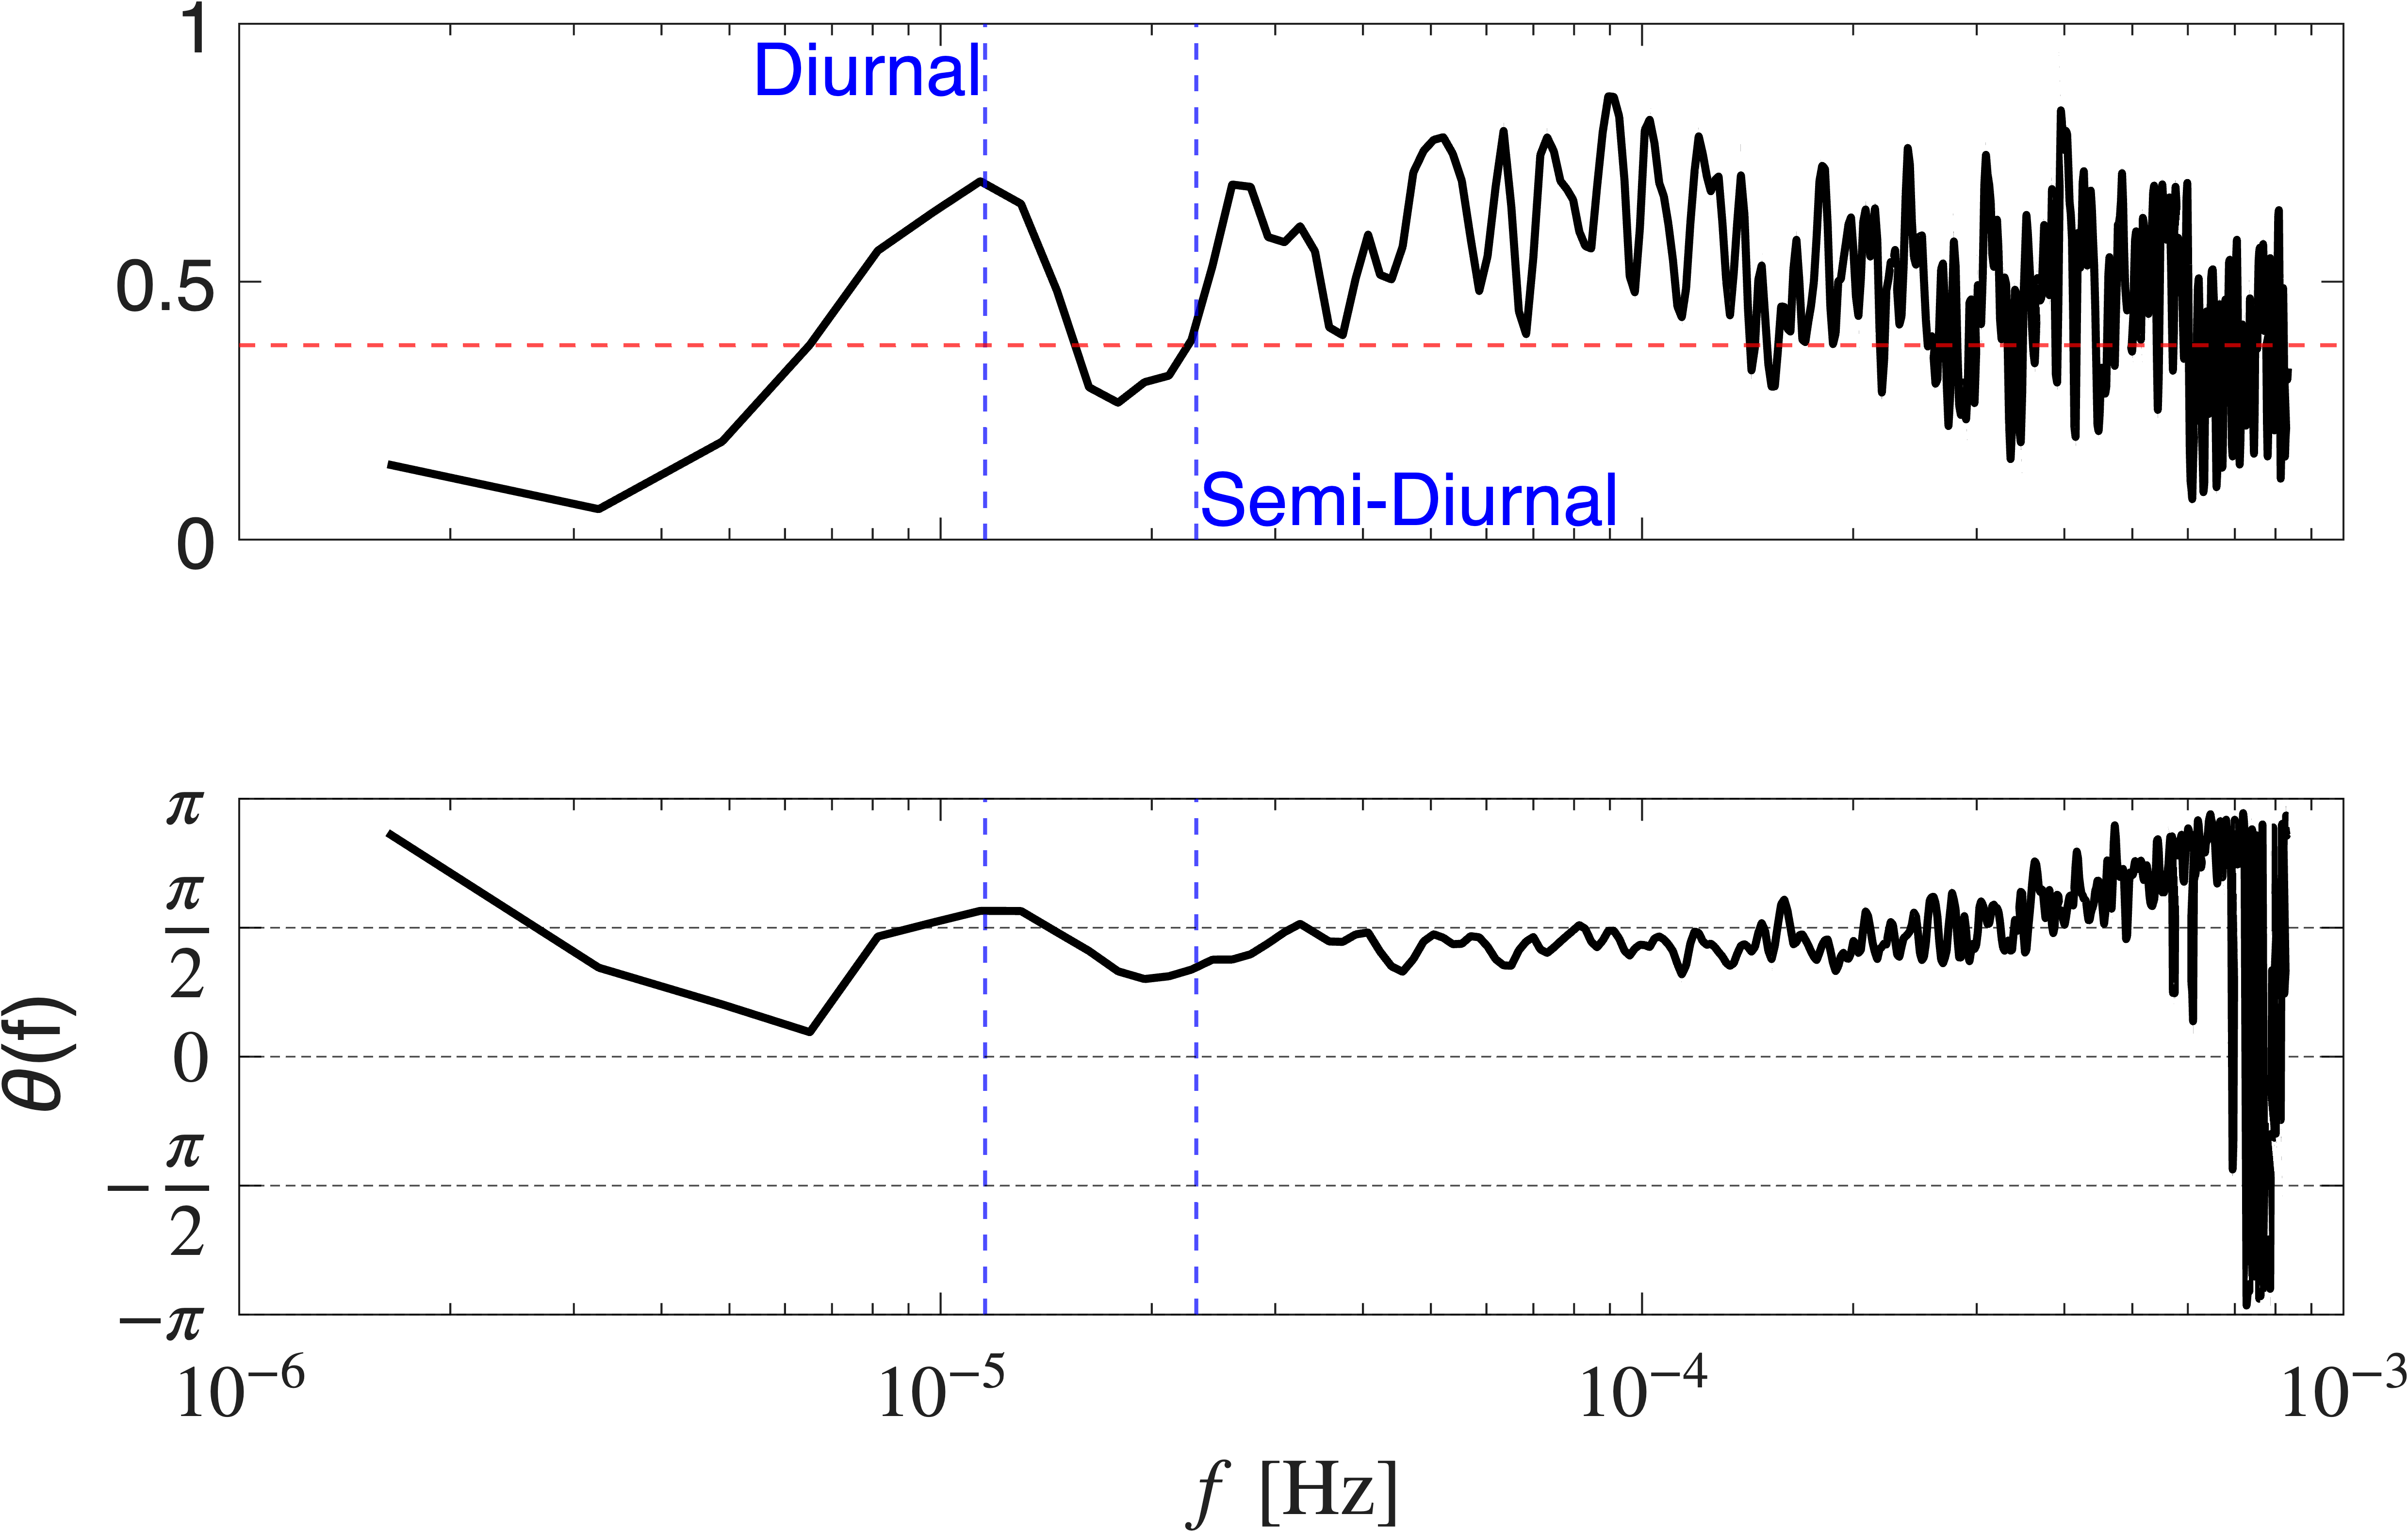 1
Diurnal
0.5
Semi-Diurnal
0
π
π
2
θ(f)
0
−π
2
−π
10−6
10−5
10−4
10−3
f [Hz]